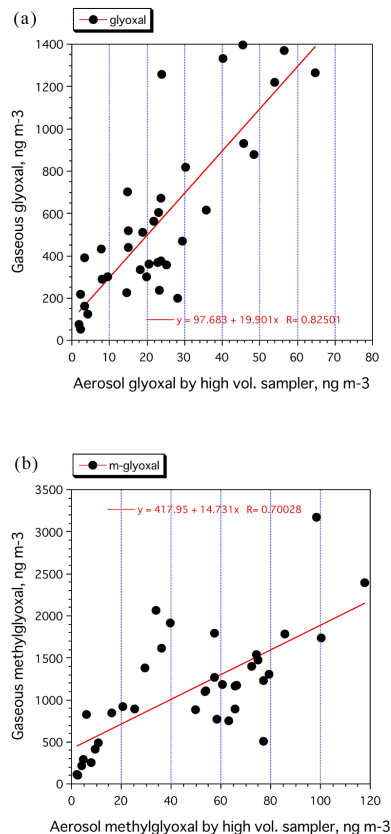 (a)
glyoxal
1400
1200
1000
800
600
400
200
0
Gaseous glyoxal, ng m-3
y = 97.683 + 19.901x R= 0.82501
0 10 20 30 40 50 60 70 80
Aerosol glyoxal by high vol. sampler, ng m-3
(b)
m-glyoxal
3500
3000
2500
2000
1500
1000
500
0
Gaseous methylglyoxal, ng m-3
y = 417.95 + 14.731x R= 0.70028
0 20 40 60 80 100 120
Aerosol methylglyoxal by high vol. sampler, ng m-3